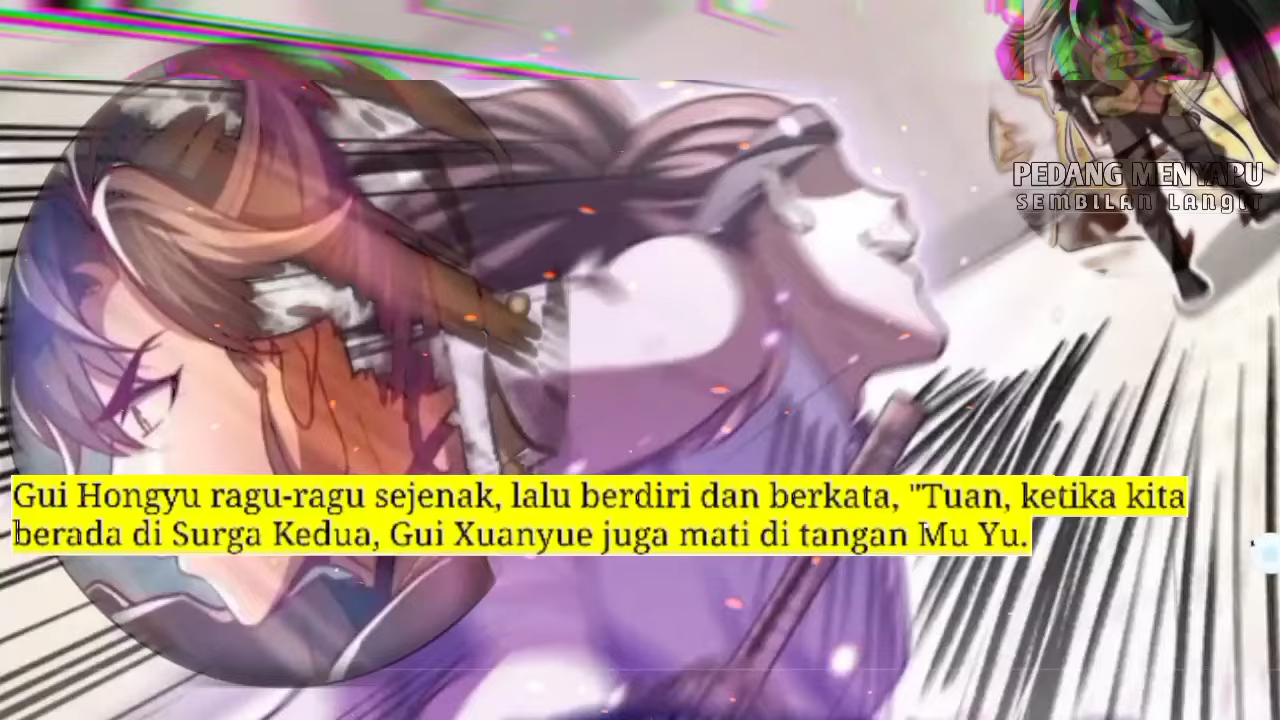 PEDANG MENYAPU
SEMBILAN LANGIT
Gui Hongyu ragu-ragu sejenak, lalu berdiri dan berkata, "Tuan, ketika kita
berada di Surga Kedua, Gui Xuanyue juga mati di tangan Mu Yu.